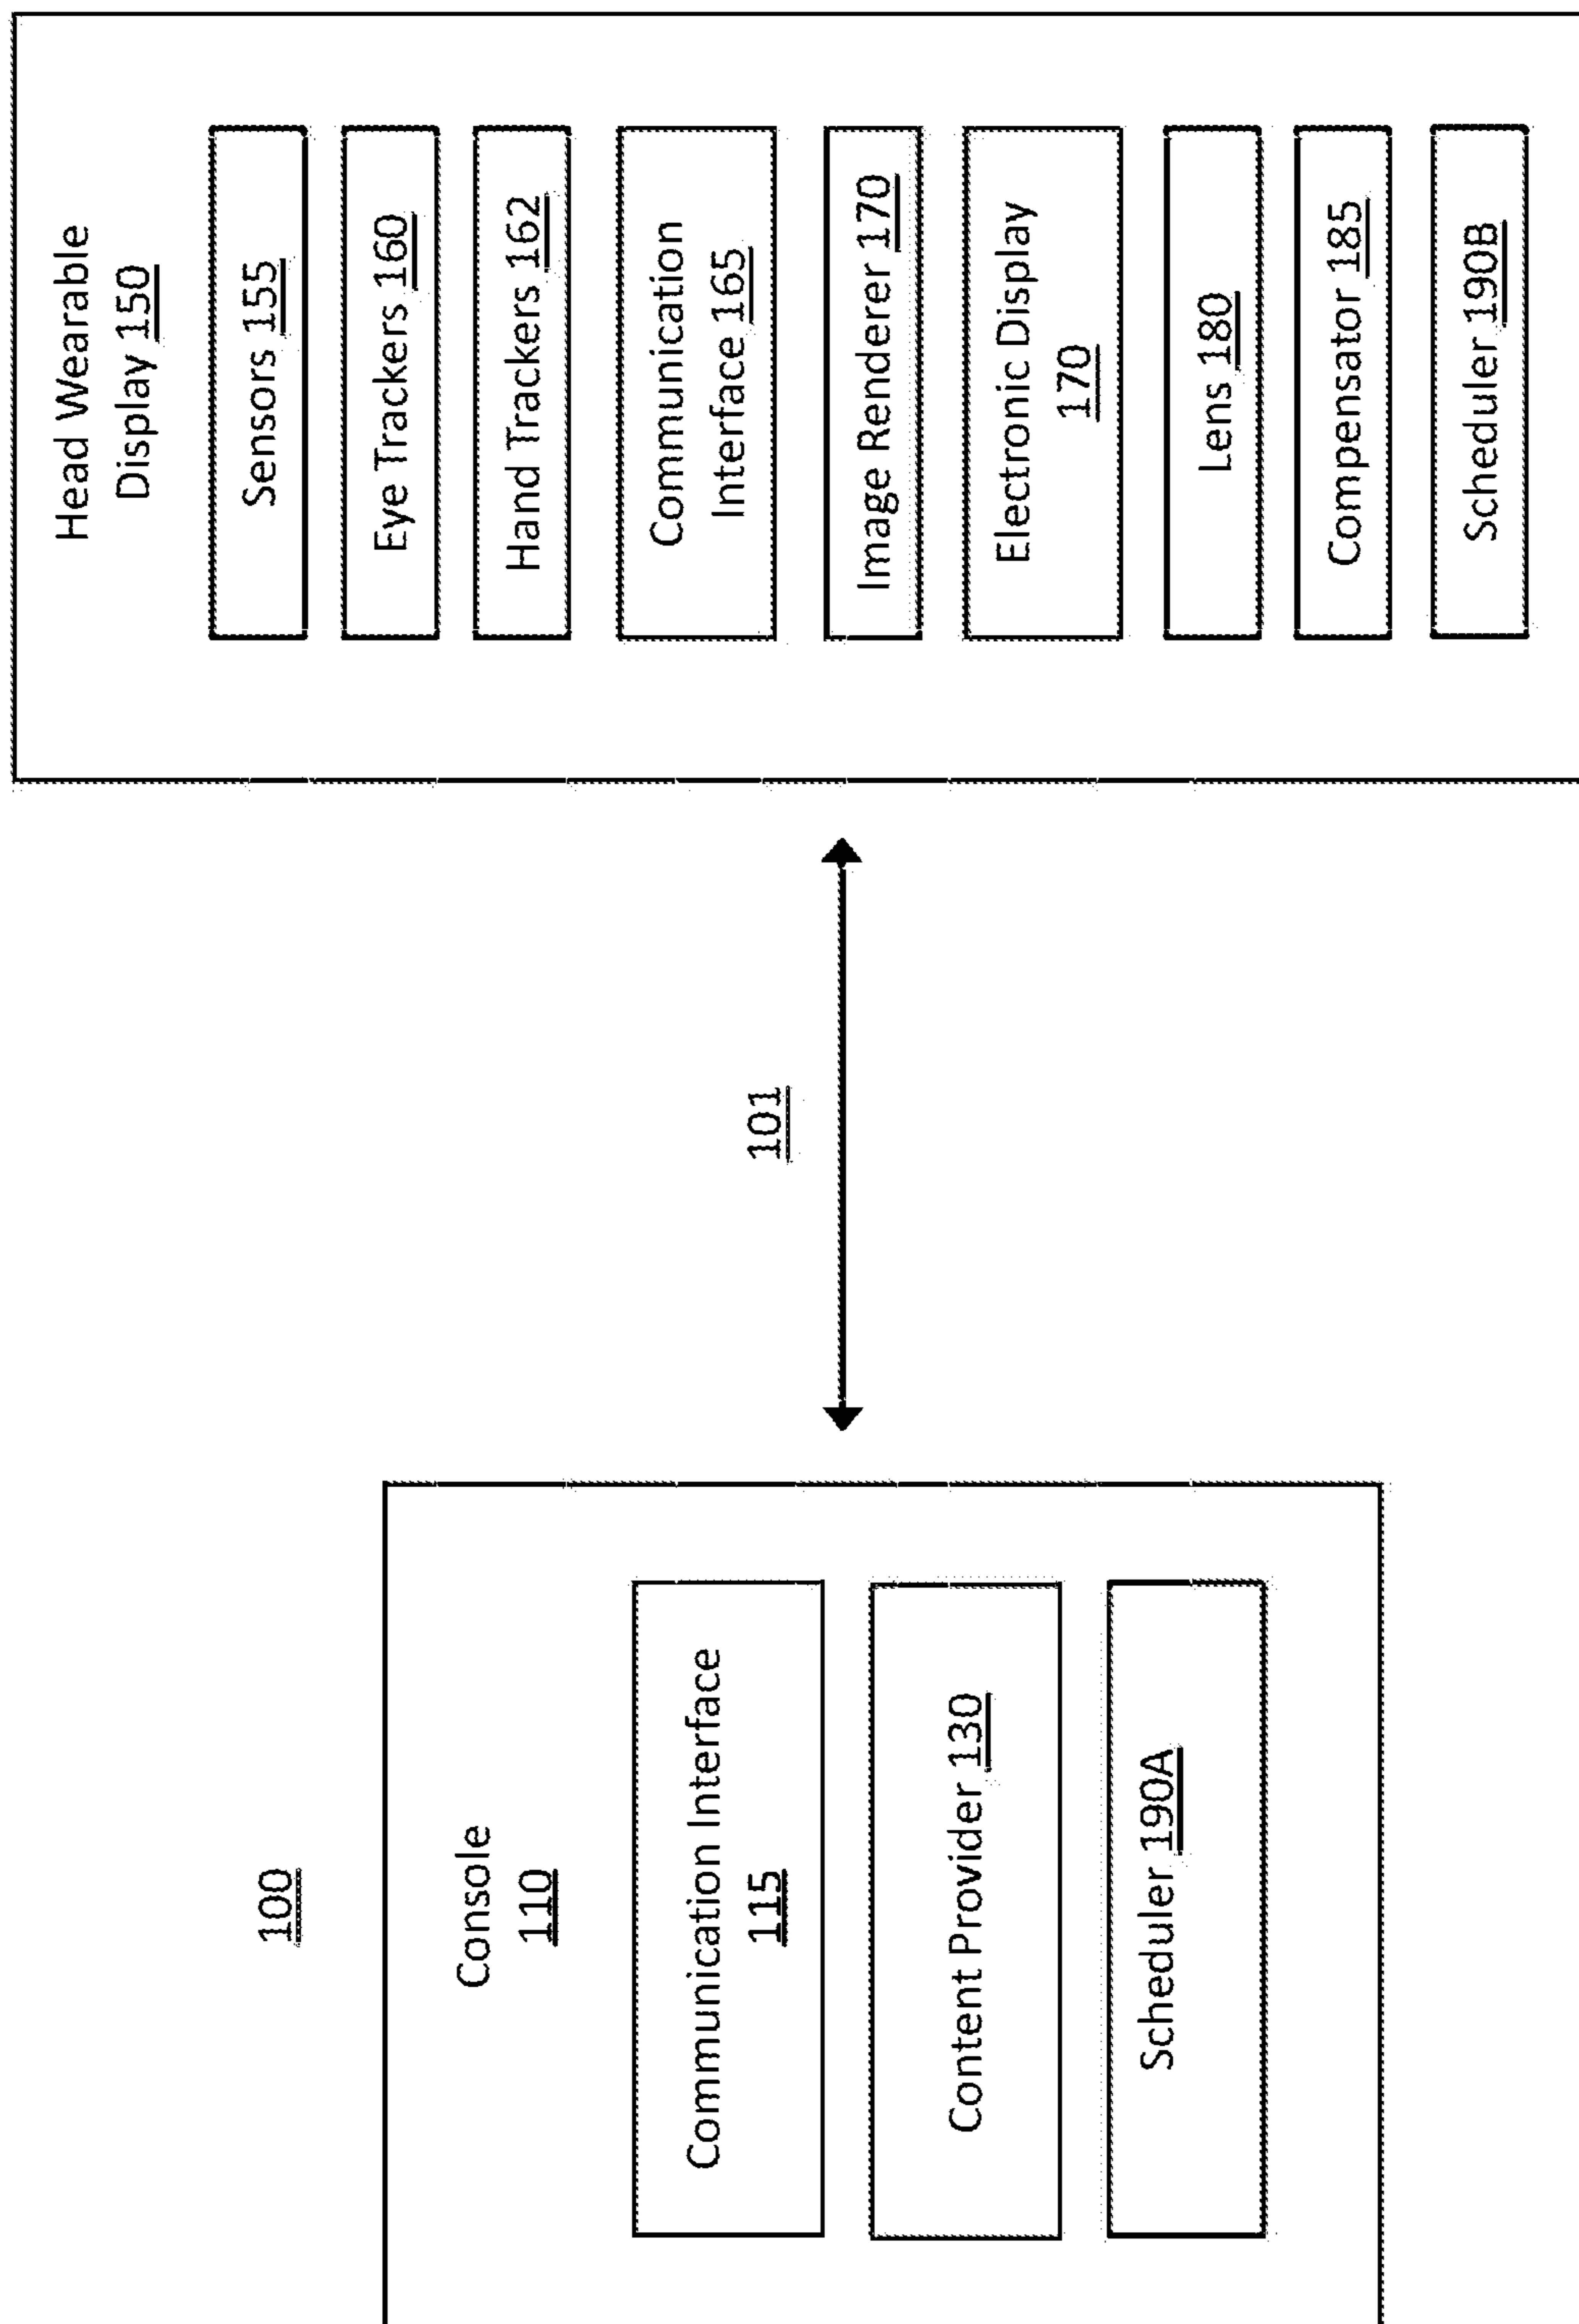 100
Console
110
Communication Interface
115
Content Provider 130
Scheduler 190A
101
Head Wearable
Display 150
Sensors 155
Eye Trackers 160
Hand Trackers 162
Communication
Interface 165
Image Renderer 170
Electronic Display
170
Lens 180
Compensator 185
Scheduler 190B